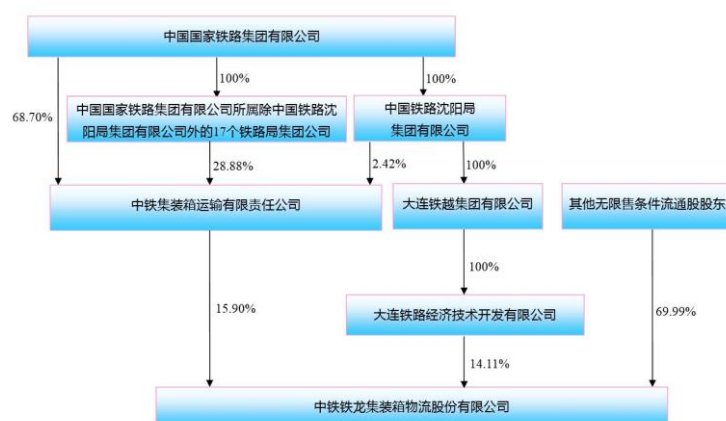 中国国家铁路集团有限公司
100%
100%
68.70%
中国国家铁路集团有限公司所属除中国铁路沈
阳局集团有限公司外的17个铁路局集团公司
中国铁路沈阳局
集团有限公司
28.88%
2.42%
100%
中铁集装箱运输有限责任公司
大连铁越集团有限公司
其他无限售条件流通股股东
100%
15.90%
大连铁路经济技术开发有限公司
69.99%
14.11%
中铁铁龙集装箱物流股份有限公司